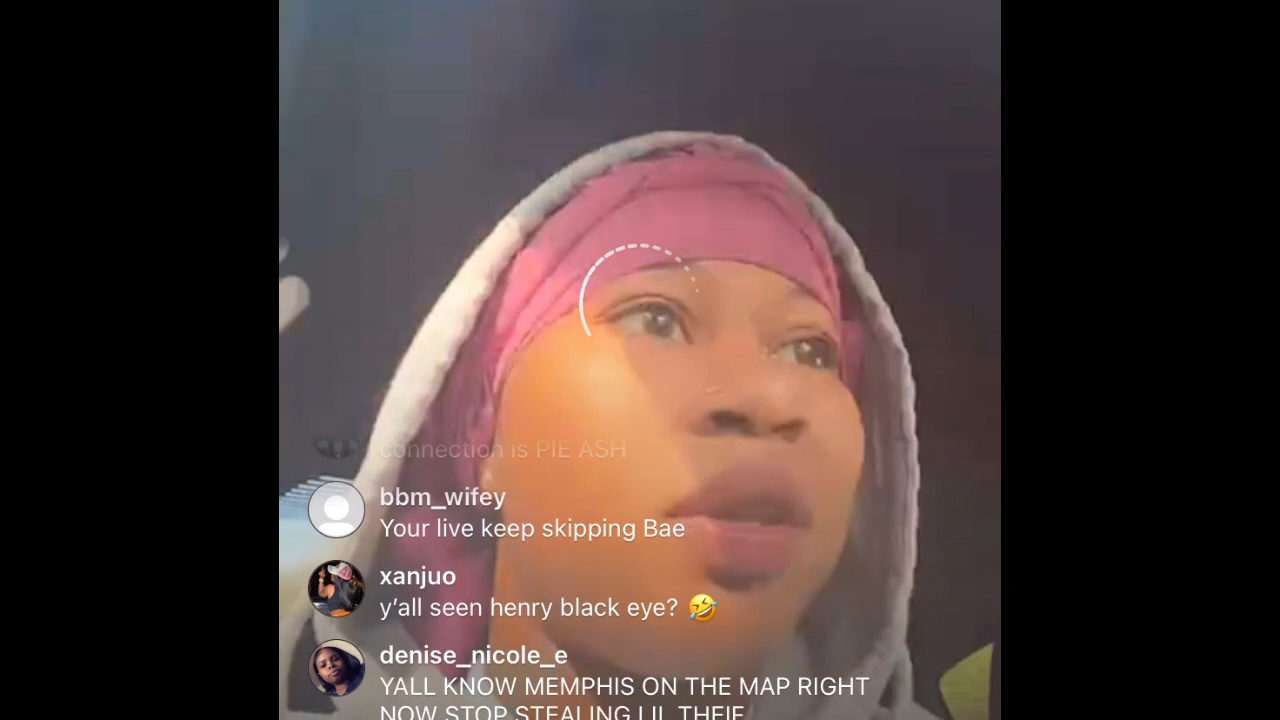 connection is PIE ASH
bbm_wifey
Your live keep skipping Bae
xanjuo
y'all seen henry black eye? 🤣
denise_nicole_e
YALL KNOW MEMPHIS ON THE MAP RIGHT
NOW STOP STEALING LIL THEIF